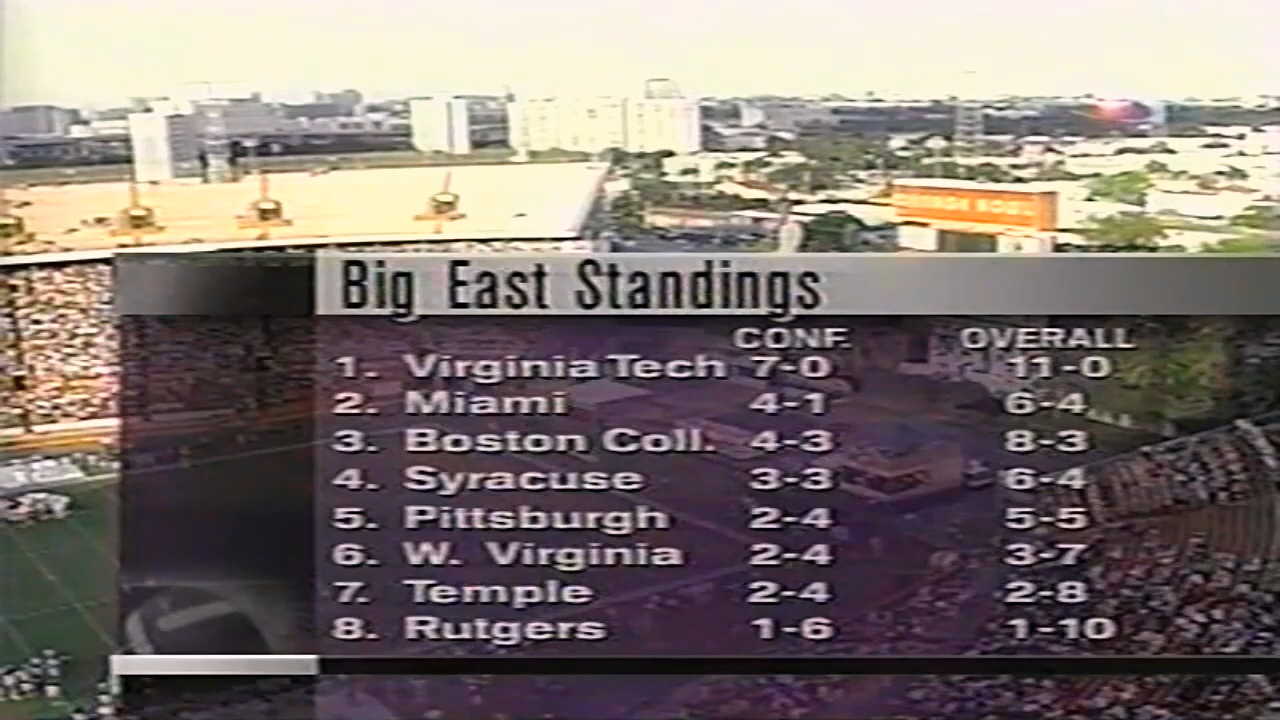 ORANGE BOWL
Big East Standings
CONF. OVERALL
1. Virginia Tech 7-0 11-0
2. Miami 4-1 6-4
3. Boston Coll. 4-3 8-3
4. Syracuse 3-3 6-4
5. Pittsburgh 2-4 5-5
6. W. Virginia 2-4 3-7
7. Temple 2-4 2-8
8. Rutgers 1-6 1-10